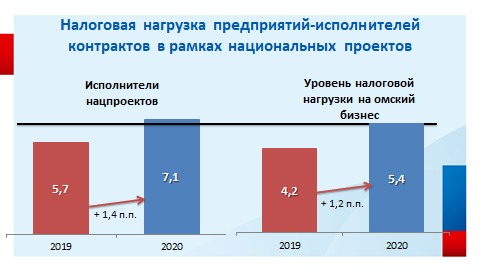 Налоговая нагрузка предприятий-исполнителей
контрактов в рамках национальных проектов
Исполнители
нацпроектов
5,7
7,1
+ 1,4 п.п.
2019
2020
Уровень налоговой
нагрузки на омский
бизнес
4,2
5,4
+ 1,2 п.п.
2019
2020